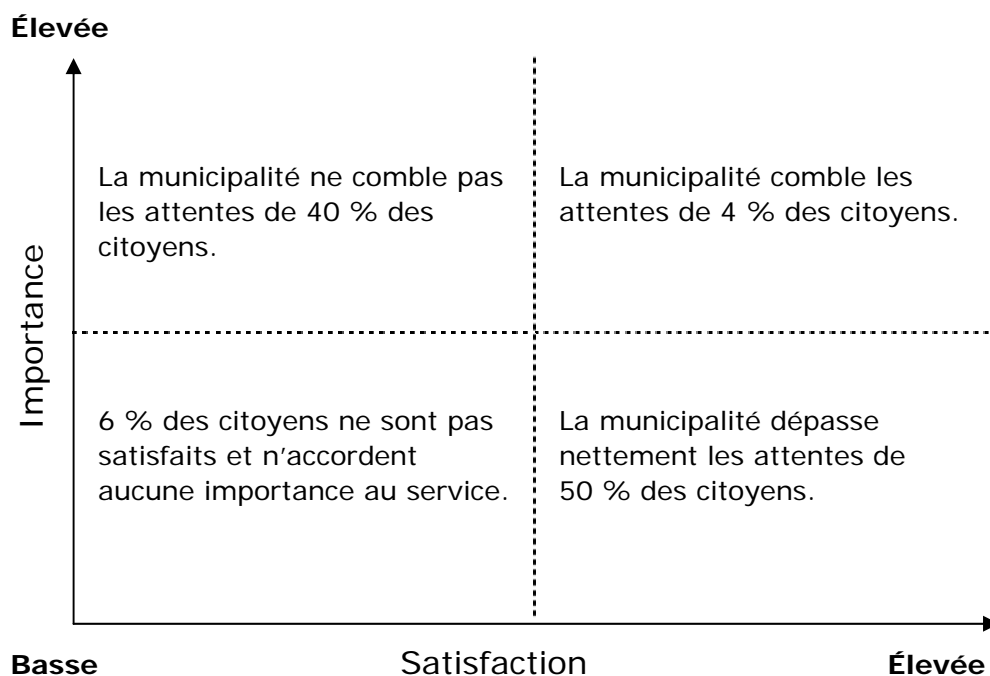 Élevée
La municipalité ne comble pas
les attentes de 40 % des
citoyens.
La municipalité comble les
attentes de 4 % des citoyens.
Importance
6 % des citoyens ne sont pas
satisfaits et n'accordent
aucune importance au service.
La municipalité dépasse
nettement les attentes de
50 % des citoyens.
Basse
Satisfaction
Élevée